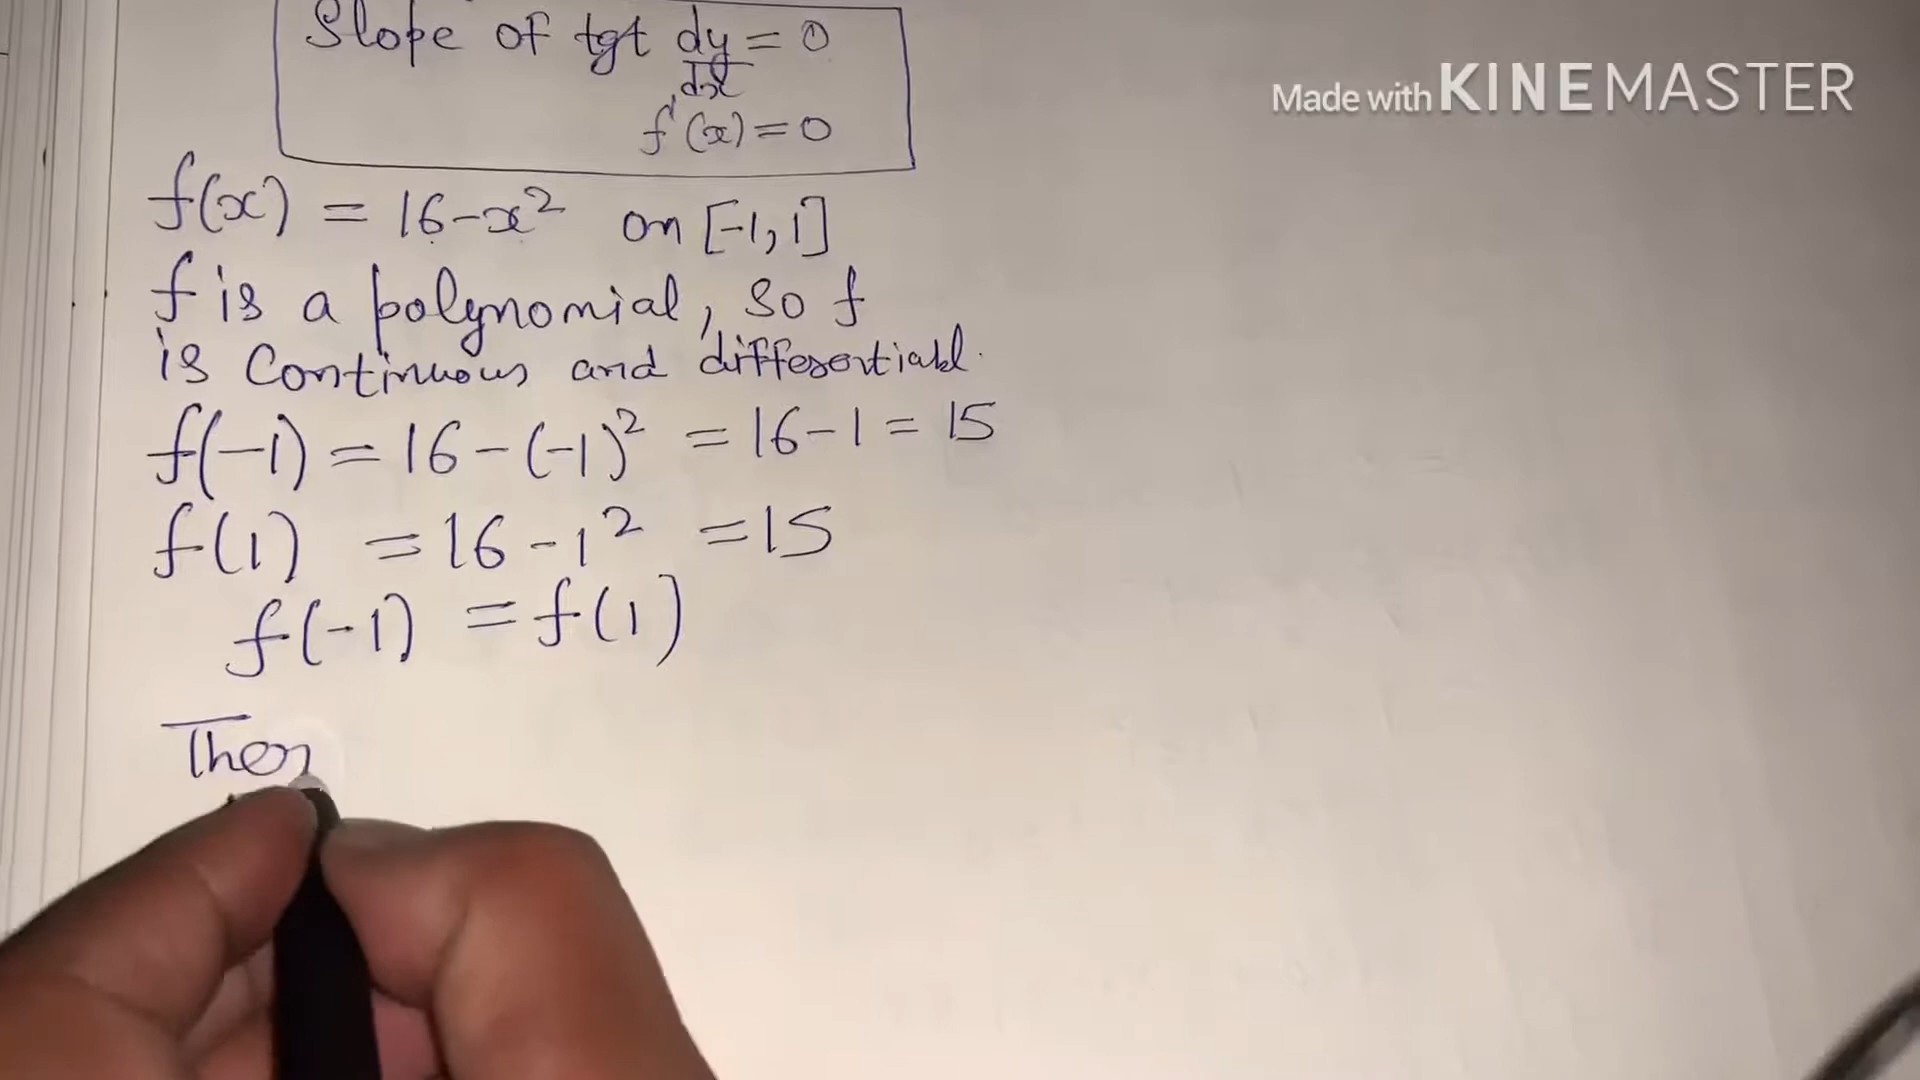 Slope of tgt dy/dx = 0
f'(x) = 0
Made with KINEMASTER
f(x) = 16-x² on [-1,1]
f is a polynomial, so f
is continuous and differentiabl.
f(-1) = 16-(-1)² = 16-1 = 15
f(1) = 16-1² = 15
f(-1) = f(1)
Then